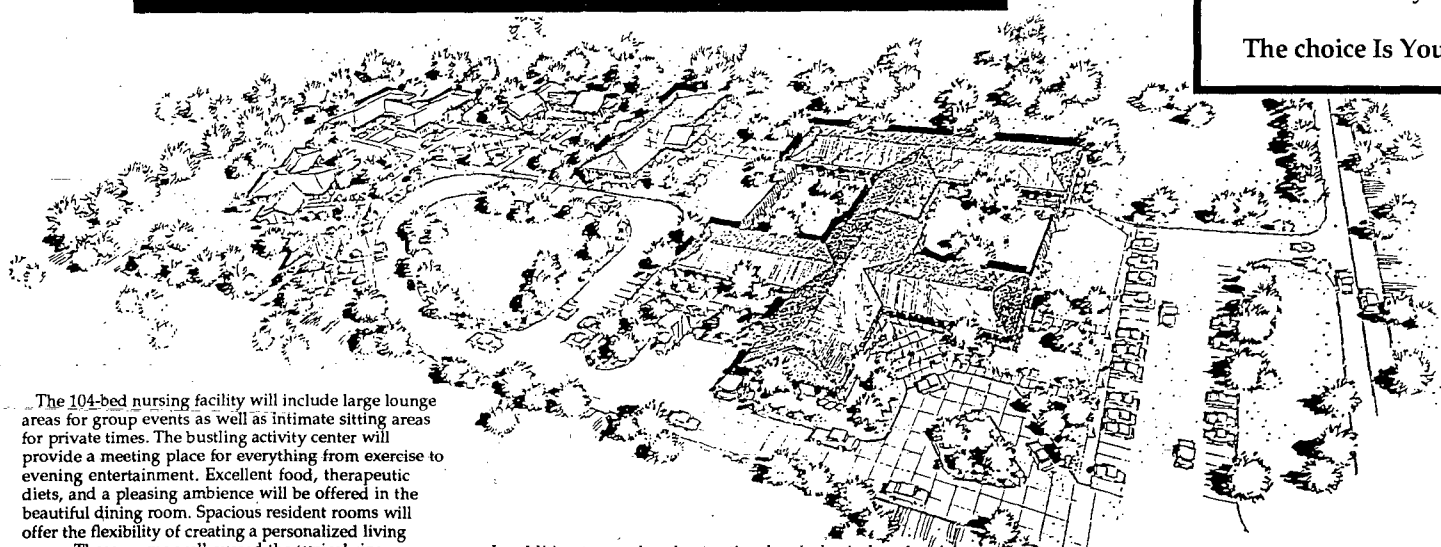 The choice Is You
The 104-bed nursing facility will include large lounge
areas for group events as well as intimate sitting areas
for private times. The bustling activity center will
provide a meeting place for everything from exercise to
evening entertainment. Excellent food, therapeutic
diets, and a pleasing ambience will be offered in the
beautiful dining room. Spacious resident rooms will
offer the flexibility of creating a personalized living